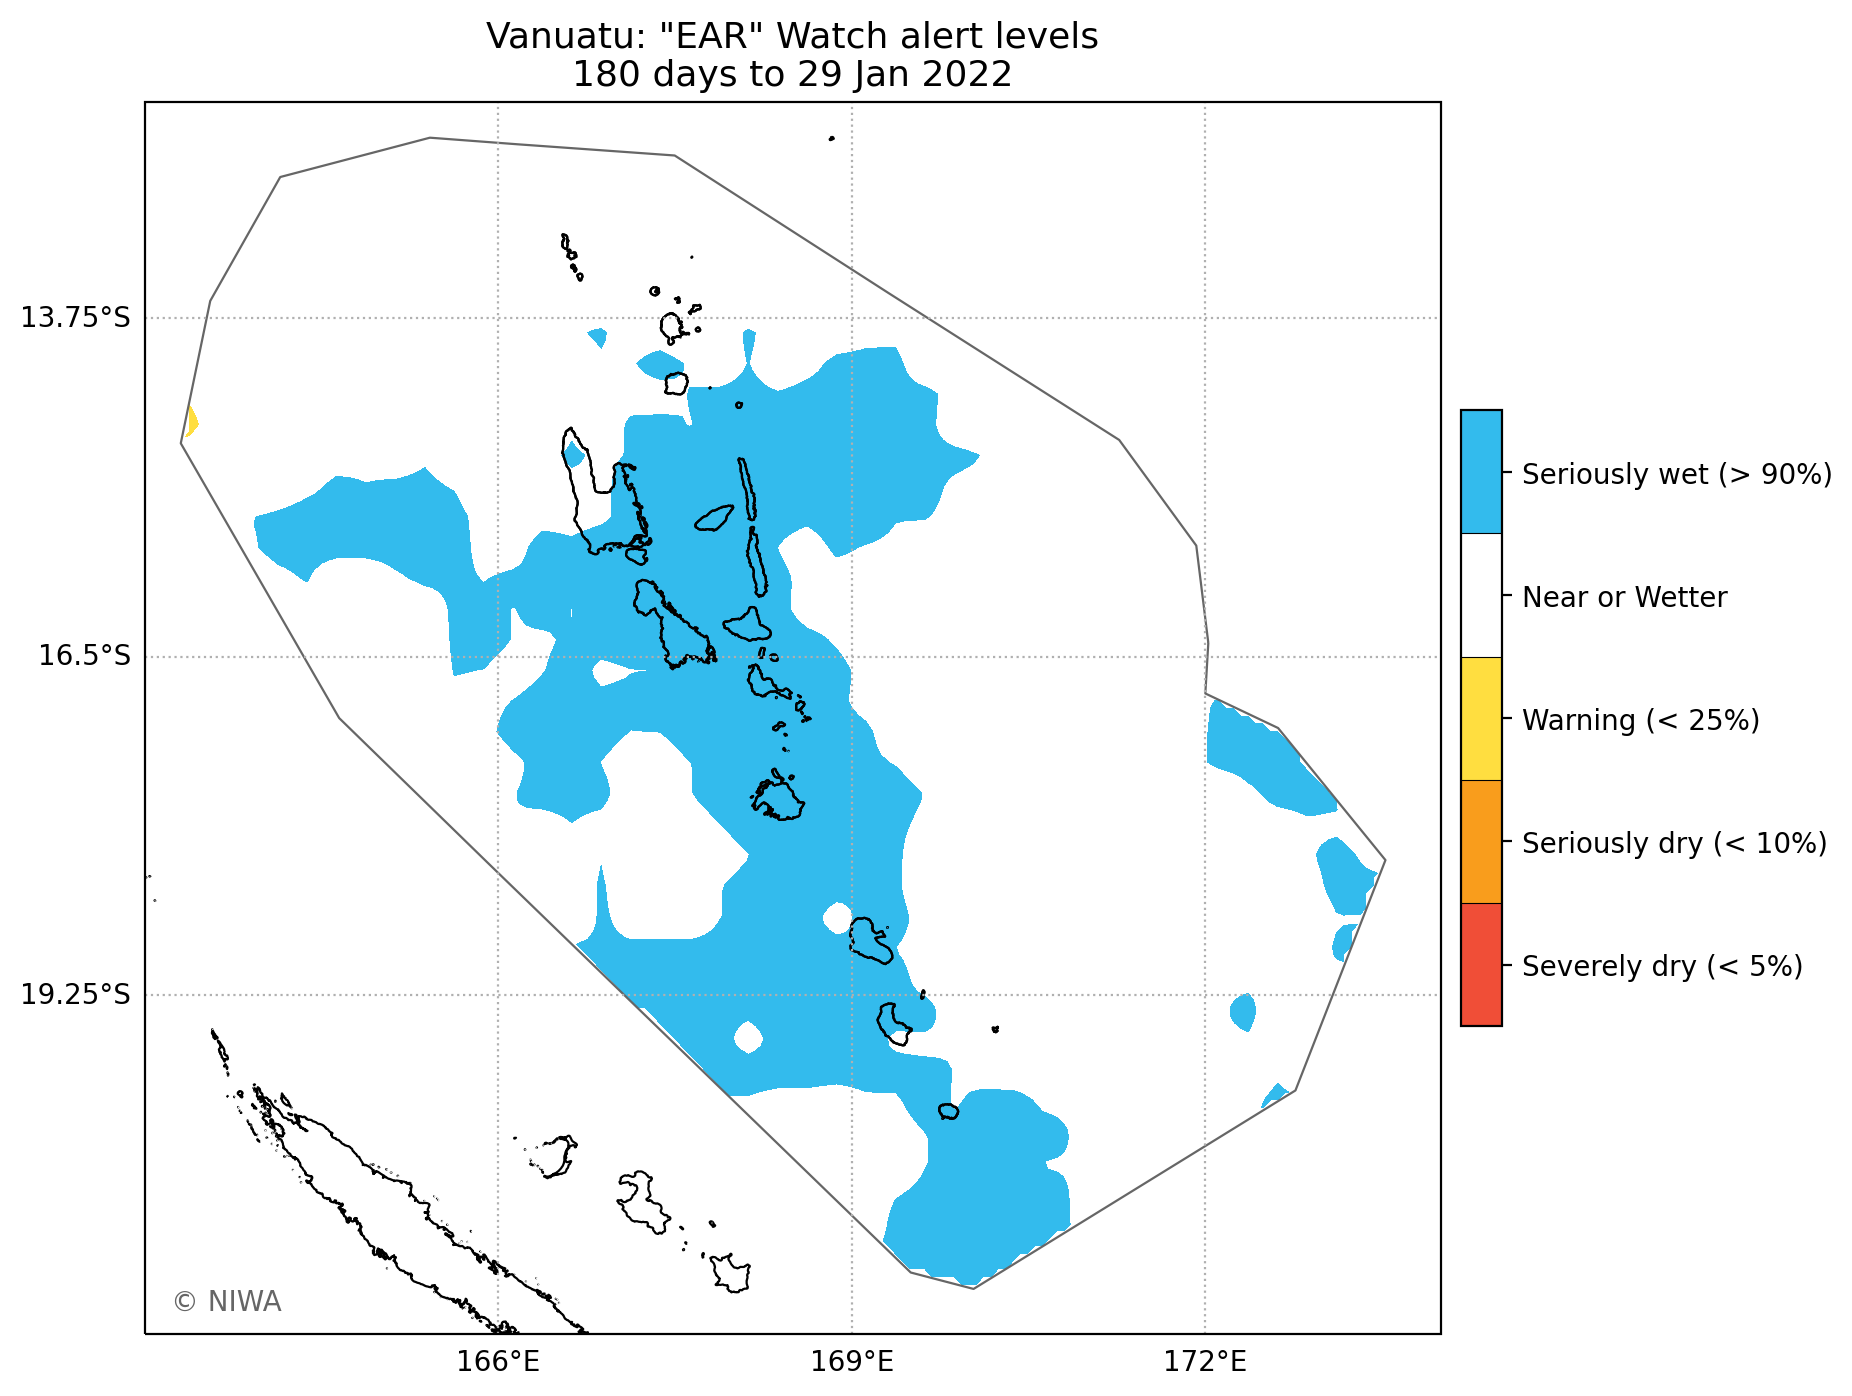 Vanuatu: "EAR" Watch alert levels
180 days to 29 Jan 2022
13.75°S
16.5°S
19.25°S
166°E
169°E
172°E
Seriously wet (> 90%)
Near or Wetter
Warning (< 25%)
Seriously dry (< 10%)
Severely dry (< 5%)
© NIWA